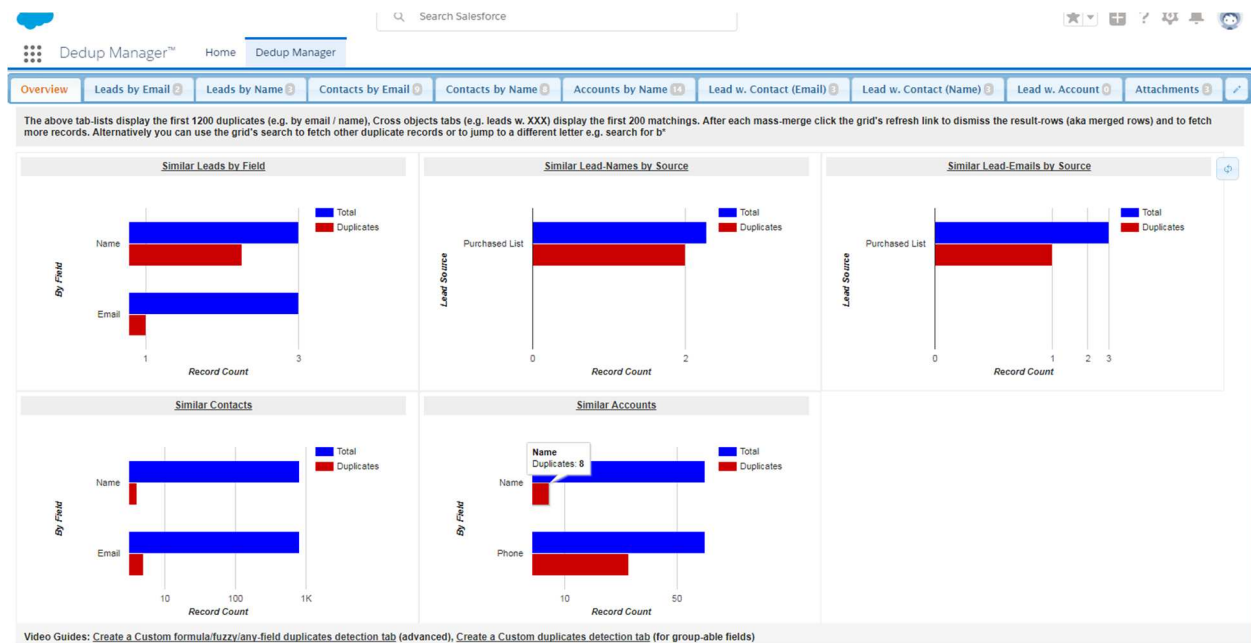 Search Salesforce
Dedup Manager™ Home Dedup Manager
Overview Leads by Email 2 Leads by Name 3 Contacts by Email 9 Contacts by Name 8 Accounts by Name 14 Lead w. Contact (Email) 3 Lead w. Contact (Name) 3 Lead w. Account 0 Attachments 3
The above tab-lists display the first 1200 duplicates (e.g. by email / name), Cross objects tabs (e.g. leads w. XXX) display the first 200 matchings. After each mass-merge click the grid's refresh link to dismiss the result-rows (aka merged rows) and to fetch
more records. Alternatively you can use the grid's search to fetch other duplicate records or to jump to a different letter e.g. search for b*
Similar Leads by Field
Total
Duplicates
Name
Email
By Field
1 3
Record Count
Similar Lead-Names by Source
Total
Duplicates
Purchased List
Lead Source
0 2
Record Count
Similar Lead-Emails by Source
Total
Duplicates
Purchased List
Lead Source
0 1 2 3
Record Count
Similar Contacts
Total
Duplicates
Name
Email
By Field
10 100 1K
Record Count
Similar Accounts
Total
Duplicates
Name
Duplicates: 8
Name
Phone
By Field
10 50
Record Count
Video Guides: Create a Custom formula/fuzzy/any-field duplicates detection tab (advanced), Create a Custom duplicates detection tab (for group-able fields)